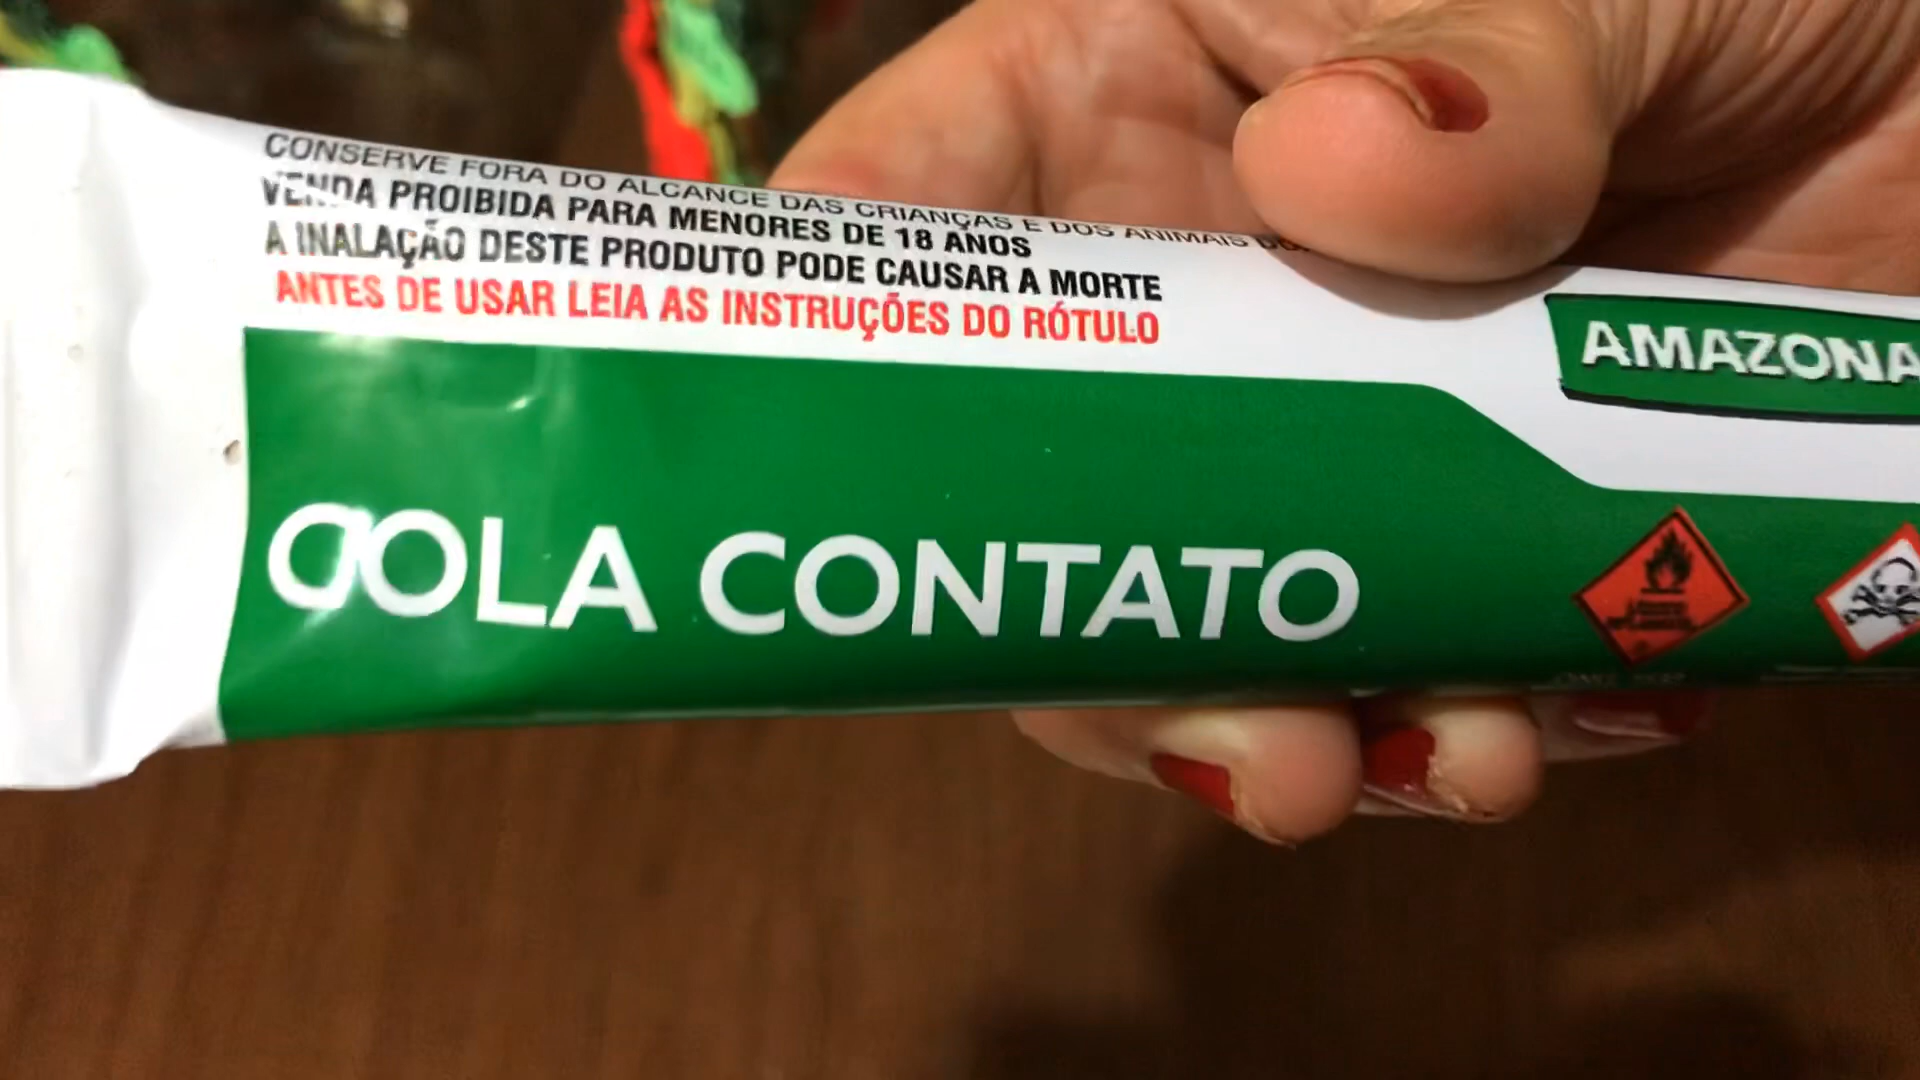 CONSERVE FORA DO ALCANCE DAS CRIANÇAS E DOS ANIMAIS
VENDA PROIBIDA PARA MENORES DE 18 ANOS
A INALAÇÃO DESTE PRODUTO PODE CAUSAR A MORTE
ANTES DE USAR LEIA AS INSTRUÇÕES DO RÓTULO
AMAZONA
COLA CONTATO